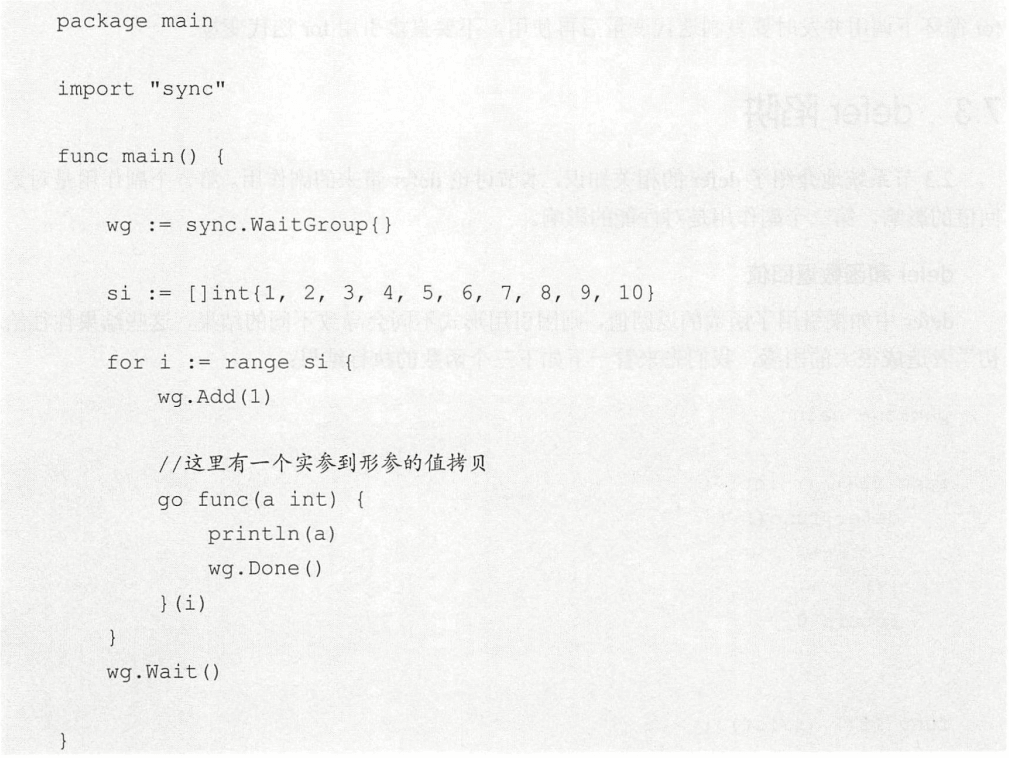 package main
import "sync"
func main() {
wg := sync.WaitGroup{}
si := []int{1, 2, 3, 4, 5, 6, 7, 8, 9, 10}
for i := range si {
wg.Add(1)
//这里有一个实参到形参的值拷贝
go func(a int) {
println(a)
wg.Done()
}(i)
}
wg.Wait()
}